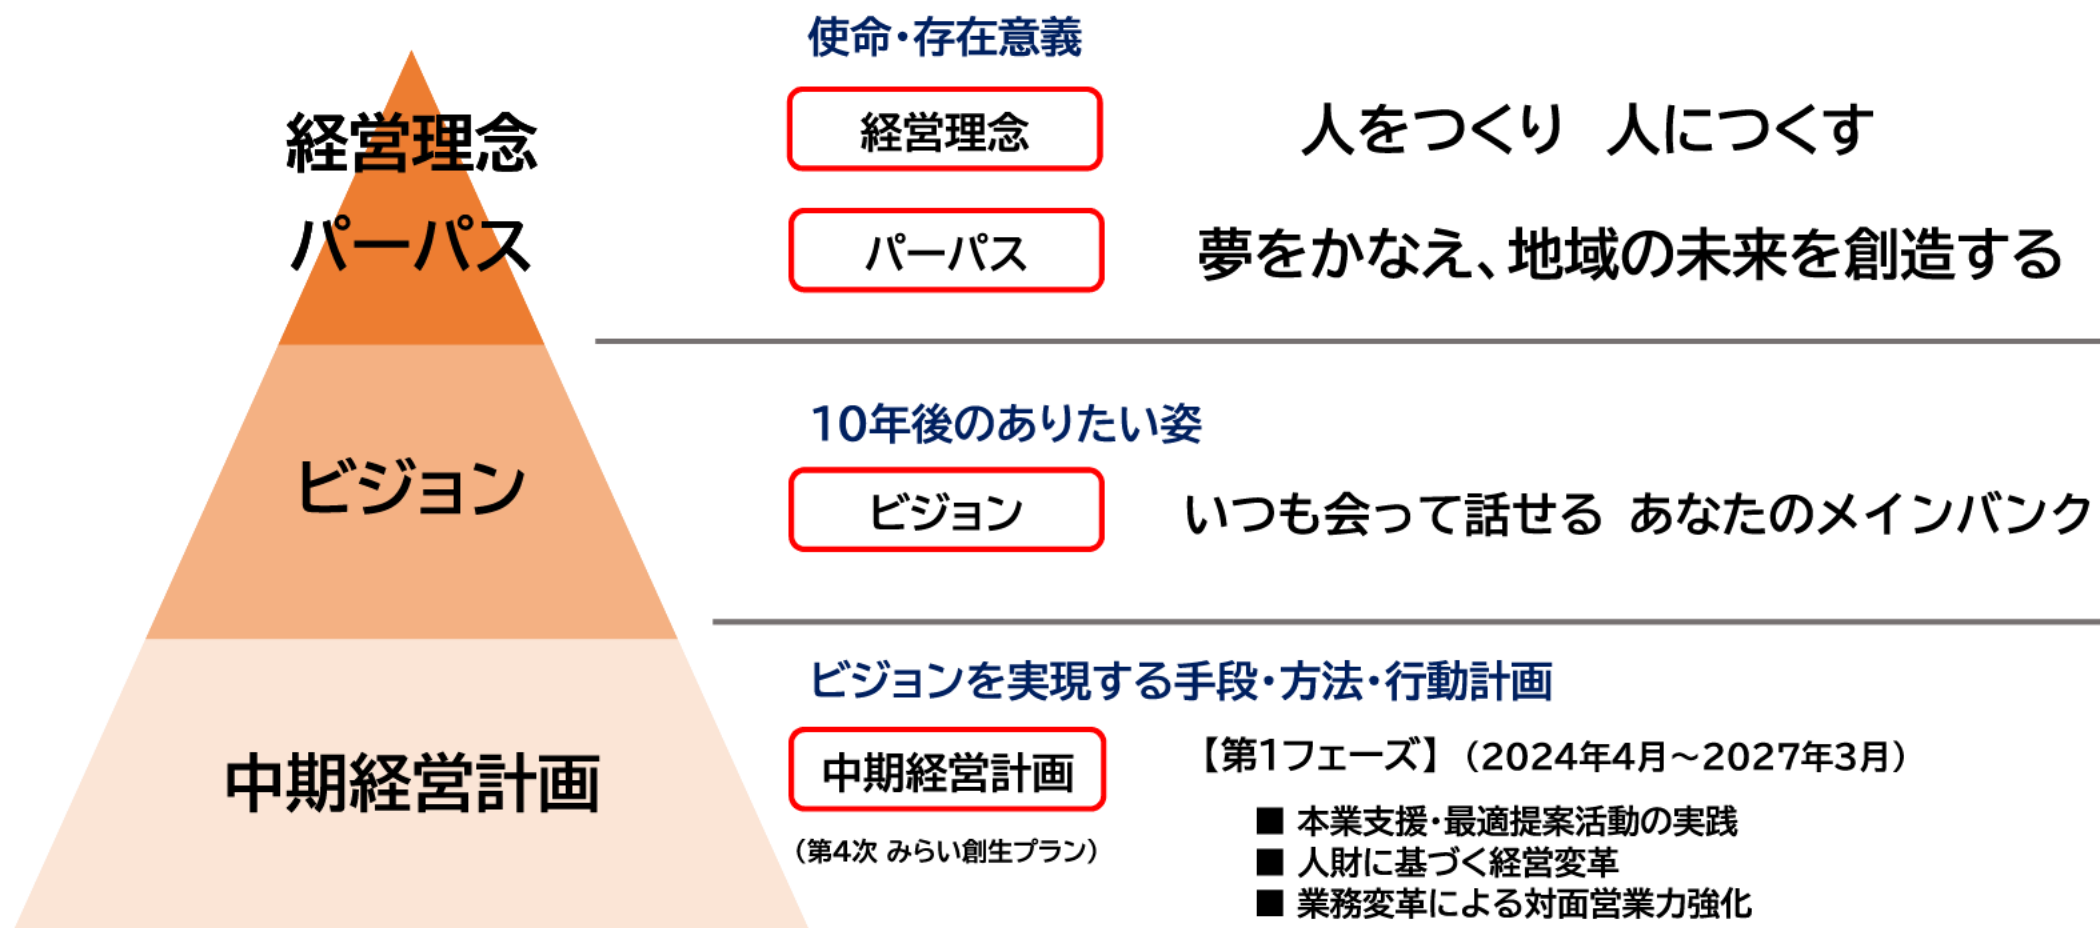 経営理念
パーパス
使命・存在意義
経営理念 人をつくり 人につくす
パーパス 夢をかなえ、地域の未来を創造する
ビジョン
10年後のありたい姿
ビジョン いつも会って話せる あなたのメインバンク
中期経営計画
ビジョンを実現する手段・方法・行動計画
中期経営計画 【第1フェーズ】（2024年4月～2027年3月）
（第4次 みらい創生プラン）
■ 本業支援・最適提案活動の実践
■ 人財に基づく経営変革
■ 業務変革による対面営業力強化